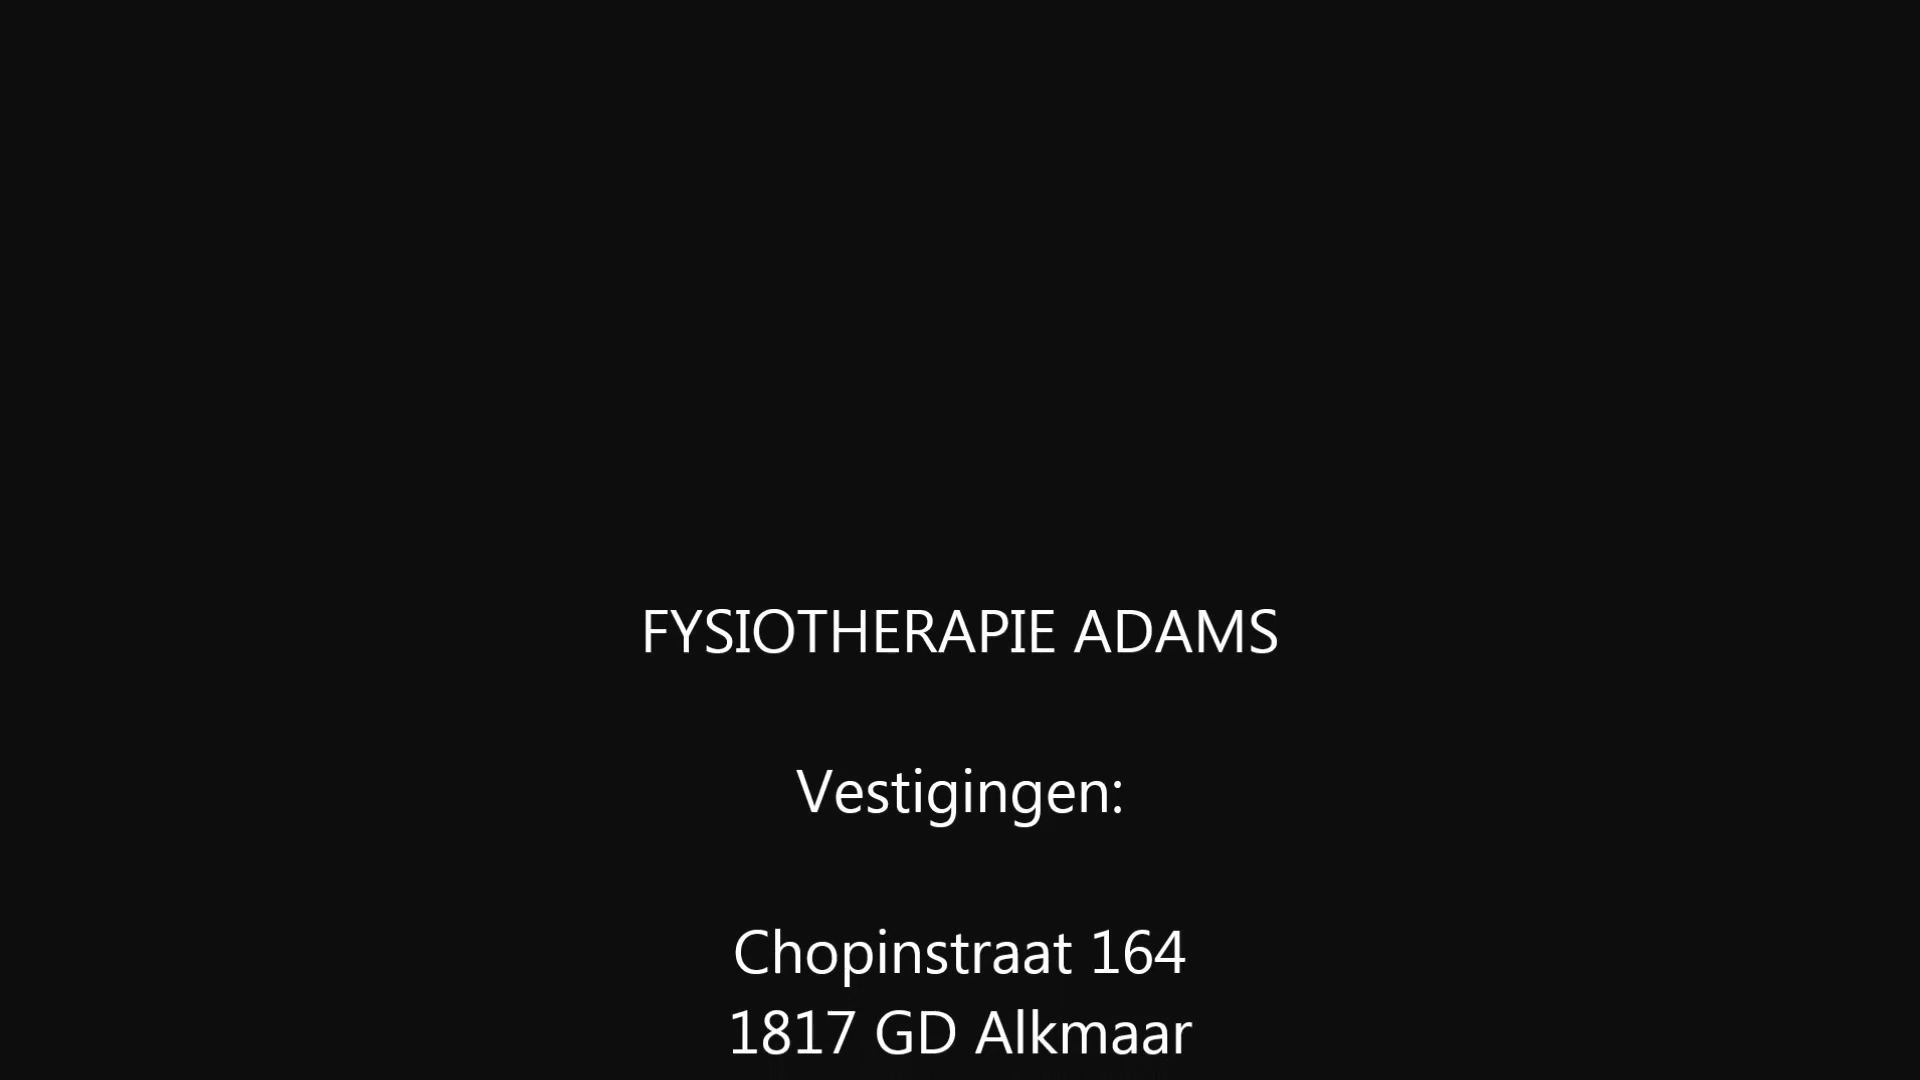 FYSIOTHERAPIE ADAMS
Vestigingen:
Chopinstraat 164
1817 GD Alkmaar